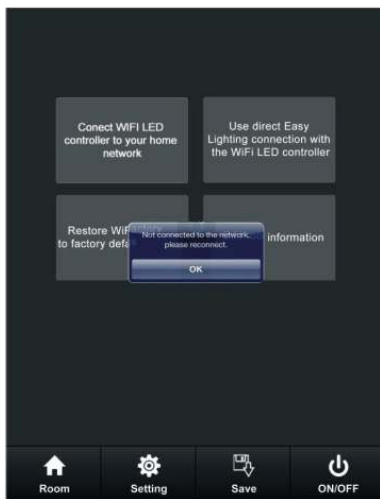 Conect WIFI LED
controller to your home
network
Use direct Easy
Lighting connection with
the WiFi LED controller
Restore WiF
to factory defa
information
Not connected to the network,
please reconnect.
OK
Room
Setting
Save
ON/OFF